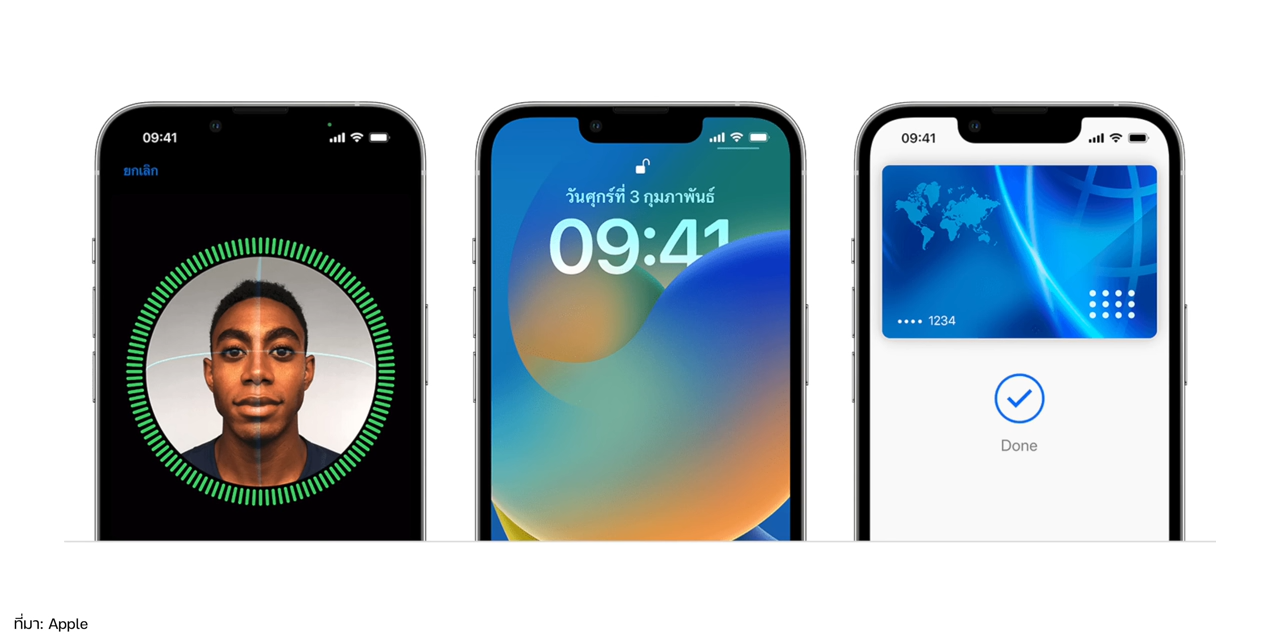 09:41
ยกเลิก
วันศุกร์ที่ 3 กุมภาพันธ์
09:41
09:41
•••• 1234
Done
ที่มา: Apple